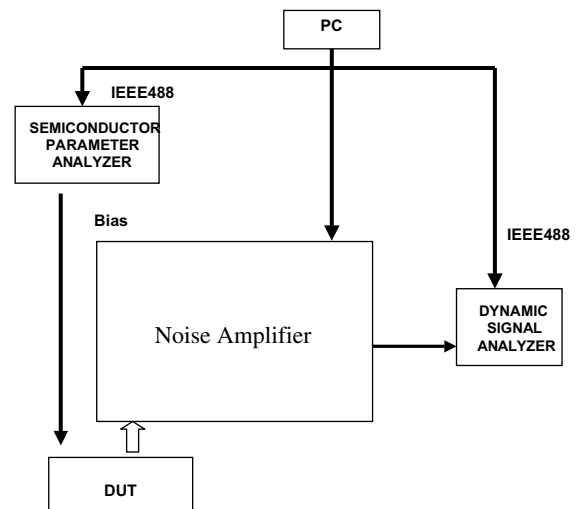 PC
IEEE488
SEMICONDUCTOR
PARAMETER
ANALYZER
Bias
IEEE488
Noise Amplifier
DYNAMIC
SIGNAL
ANALYZER
DUT